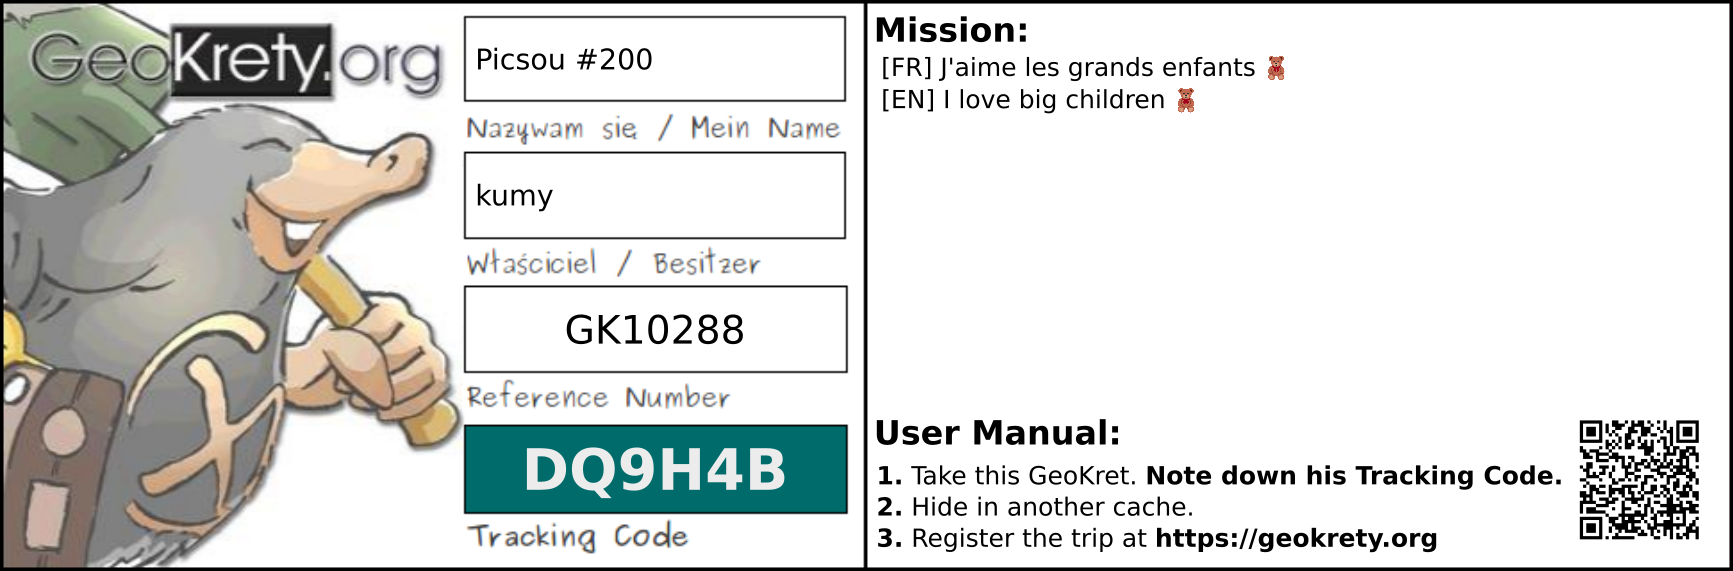 GeoKrety.org
Picsou #200
Nazywam się / Mein Name
kumy
Właściciel / Besitzer
GK10288
Reference Number
DQ9H4B
Tracking Code
Mission:
[FR] J'aime les grands enfants 🧸
[EN] I love big children 🧸
User Manual:
1. Take this GeoKret. Note down his Tracking Code.
2. Hide in another cache.
3. Register the trip at https://geokrety.org